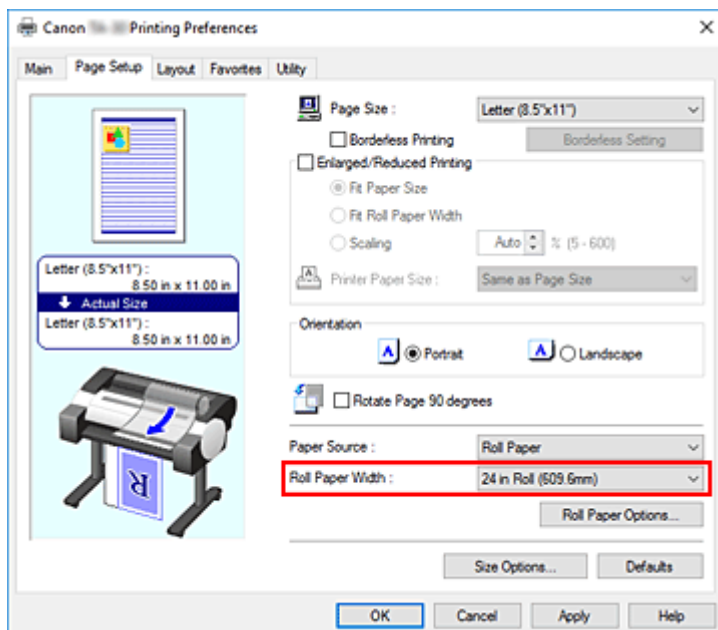 Canon Printing Preferences
Main Page Setup Layout Favorites Utility
Page Size : Letter (8.5"x11")
Borderless Printing Borderless Setting
Enlarged/Reduced Printing
Fit Paper Size
Fit Roll Paper Width
Scaling Auto % (5 - 600)
Printer Paper Size : Same as Page Size
Letter (8.5"x11") :
8.50 in x 11.00 in
Actual Size
Letter (8.5"x11") :
8.50 in x 11.00 in
Orientation
A Portrait A Landscape
Rotate Page 90 degrees
Paper Source : Roll Paper
Roll Paper Width : 24 in Roll (609.6mm)
Roll Paper Options...
R
Size Options... Defaults
OK Cancel Apply Help